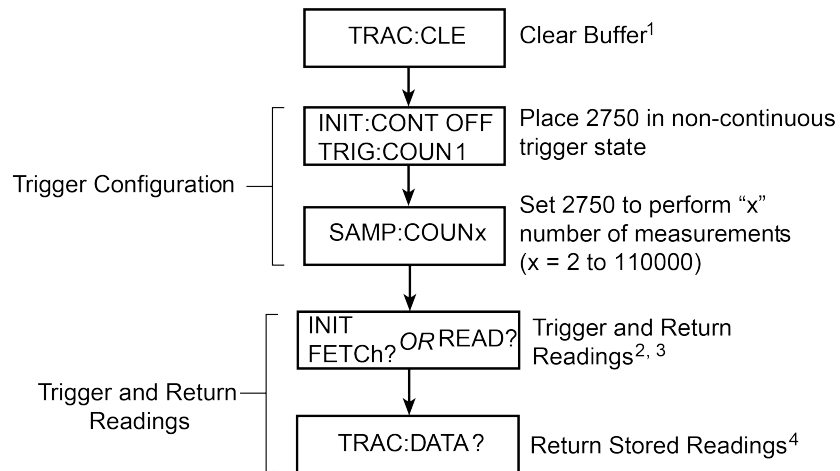 TRAC:CLE
Clear Buffer1
Trigger Configuration
INIT:CONT OFF
TRIG:COUN1
Place 2750 in non-continuous
trigger state
SAMP:COUNx
Set 2750 to perform “x”
number of measurements
(x = 2 to 110000)
Trigger and Return
Readings
INIT
FETCh? OR READ?
Trigger and Return
Readings2, 3
TRAC:DATA?
Return Stored Readings4